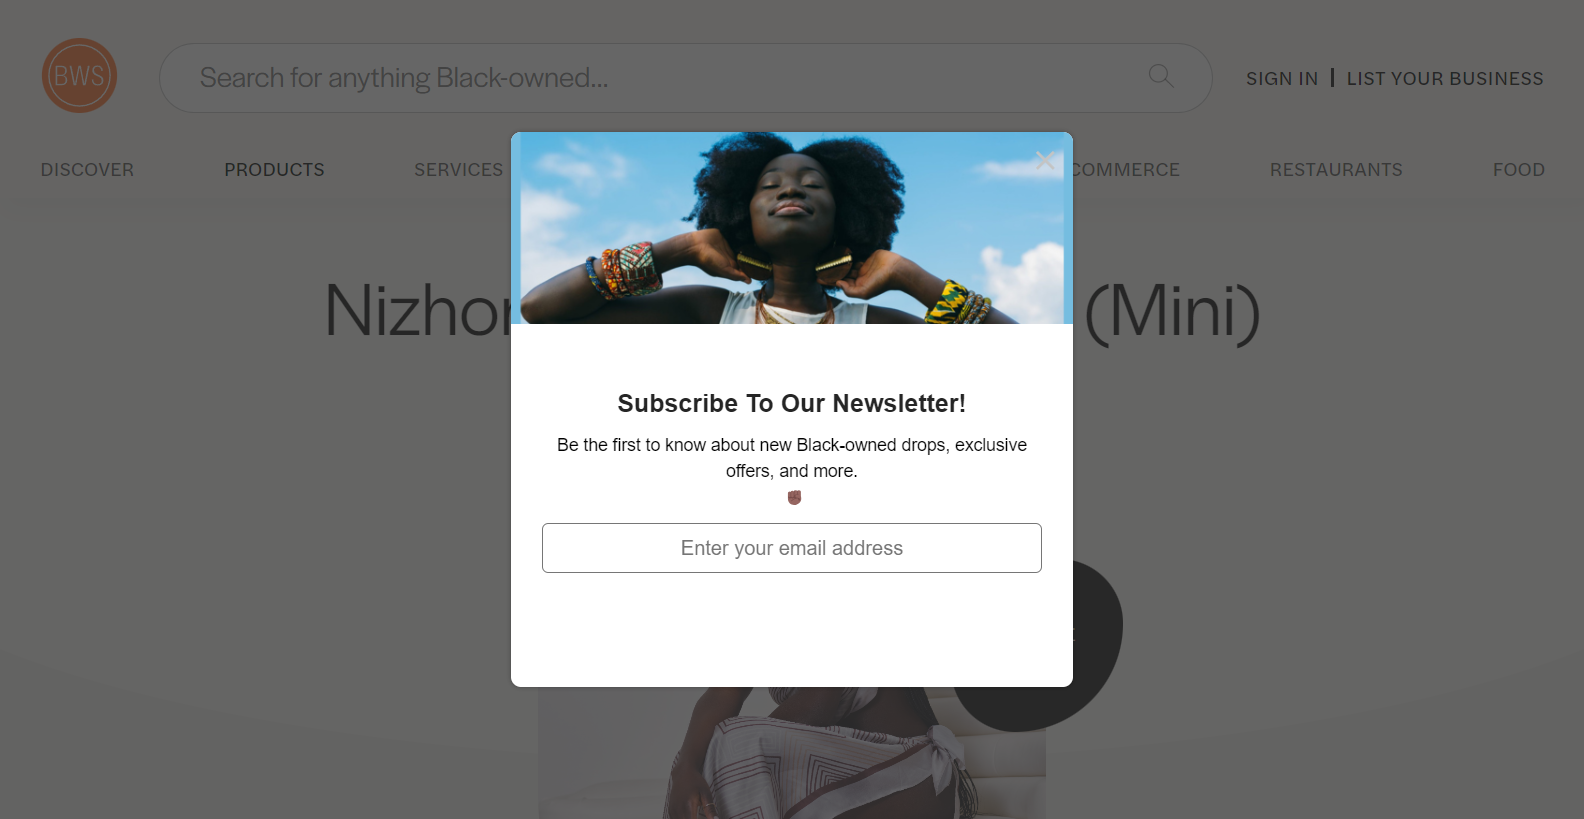 BWS
Search for anything Black-owned...
SIGN IN | LIST YOUR BUSINESS
DISCOVER PRODUCTS SERVICES COMMERCE RESTAURANTS FOOD
(Mini)
Subscribe To Our Newsletter!
Be the first to know about new Black-owned drops, exclusive
offers, and more.
✊🏾
Enter your email address